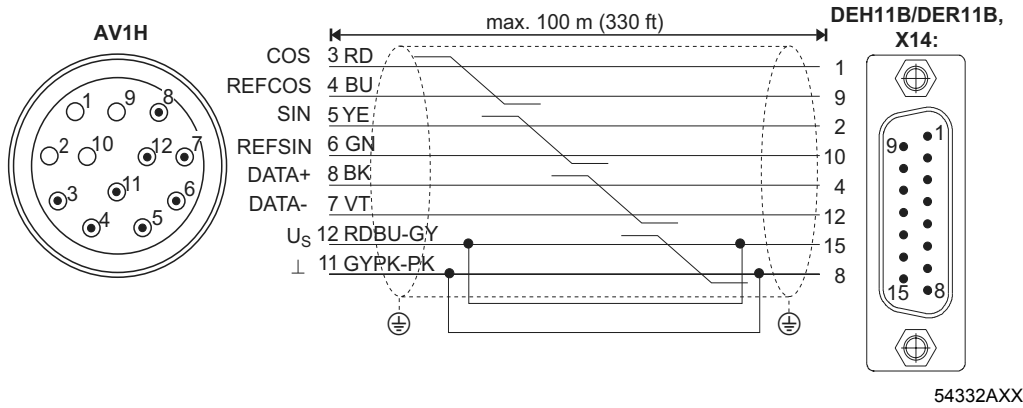 AV1H
max. 100 m (330 ft)
DEH11B/DER11B,
X14:
COS 3 RD 1
REFCOS 4 BU 9
SIN 5 YE 2
REFSIN 6 GN 10
DATA+ 8 BK 4
DATA- 7 VT 12
US 12 RDBU-GY 15
⊥ 11 GYPK-PK 8
1 9 8
2 10 12 7
3 11 6
4 5
9 1
15 8
54332AXX